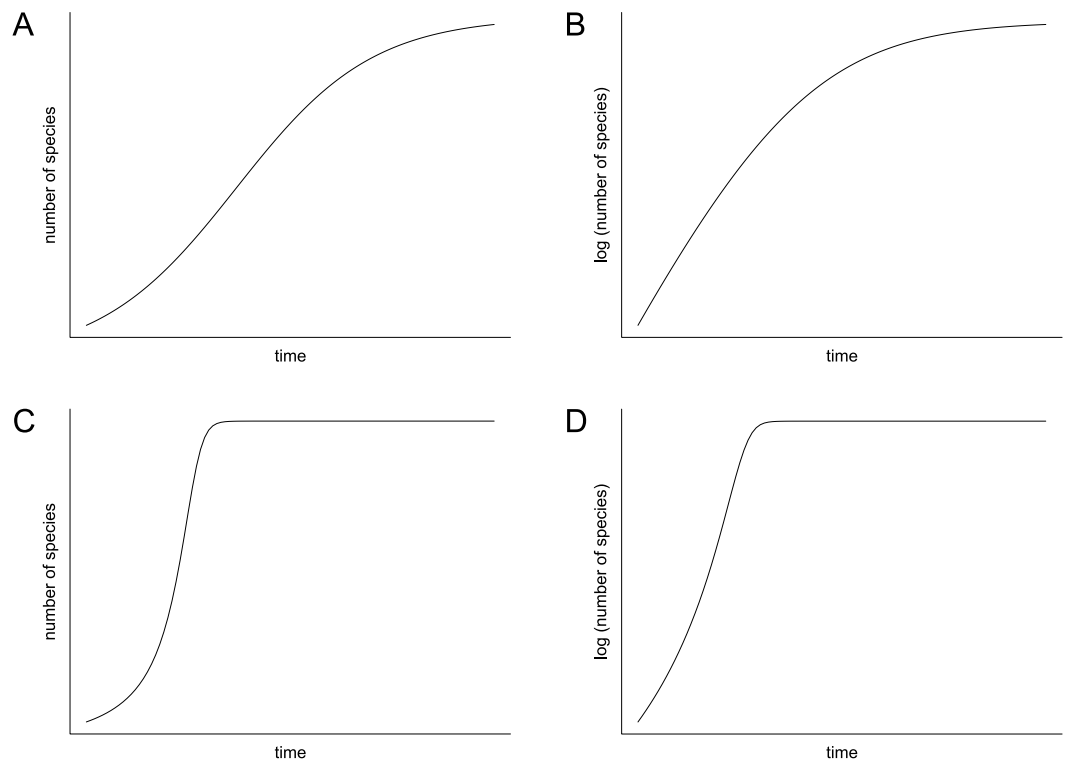 A
number of species
time
B
log (number of species)
time
C
number of species
time
D
log (number of species)
time